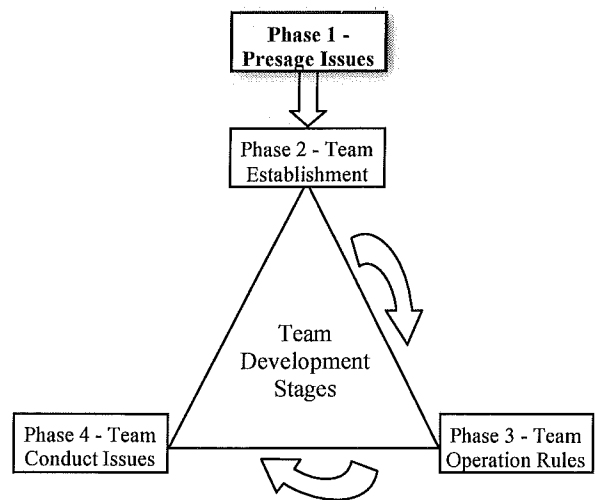 Phase 1 -
Presage Issues
Phase 2 - Team
Establishment
Team
Development
Stages
Phase 4 - Team
Conduct Issues
Phase 3 - Team
Operation Rules